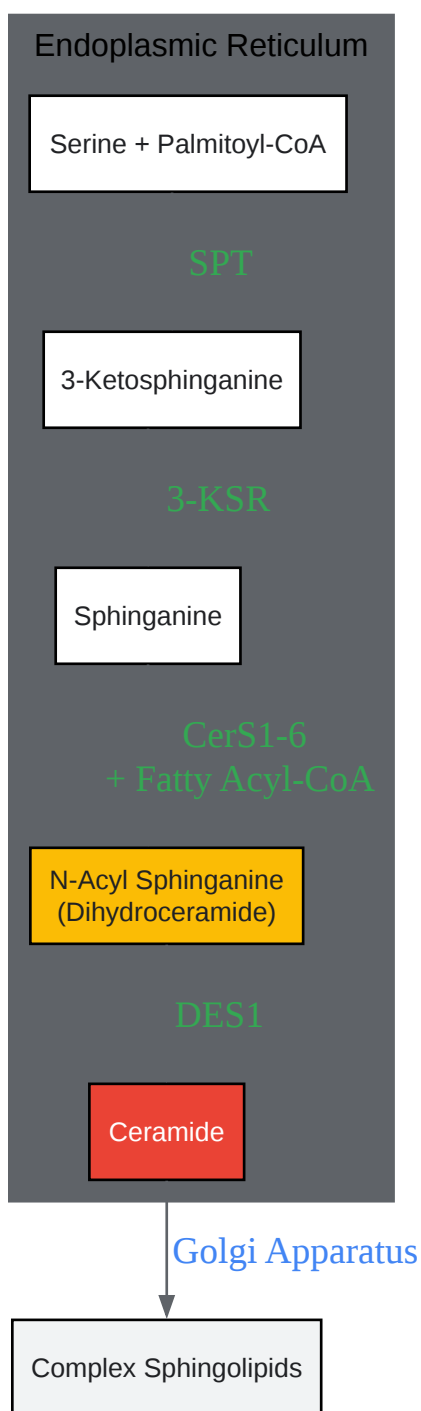 Endoplasmic Reticulum
Serine + Palmitoyl-CoA
SPT
3-Ketosphinganine
3-KSR
Sphinganine
CerS1-6
+ Fatty Acyl-CoA
N-Acyl Sphinganine
(Dihydroceramide)
DES1
Ceramide
Golgi Apparatus
Complex Sphingolipids